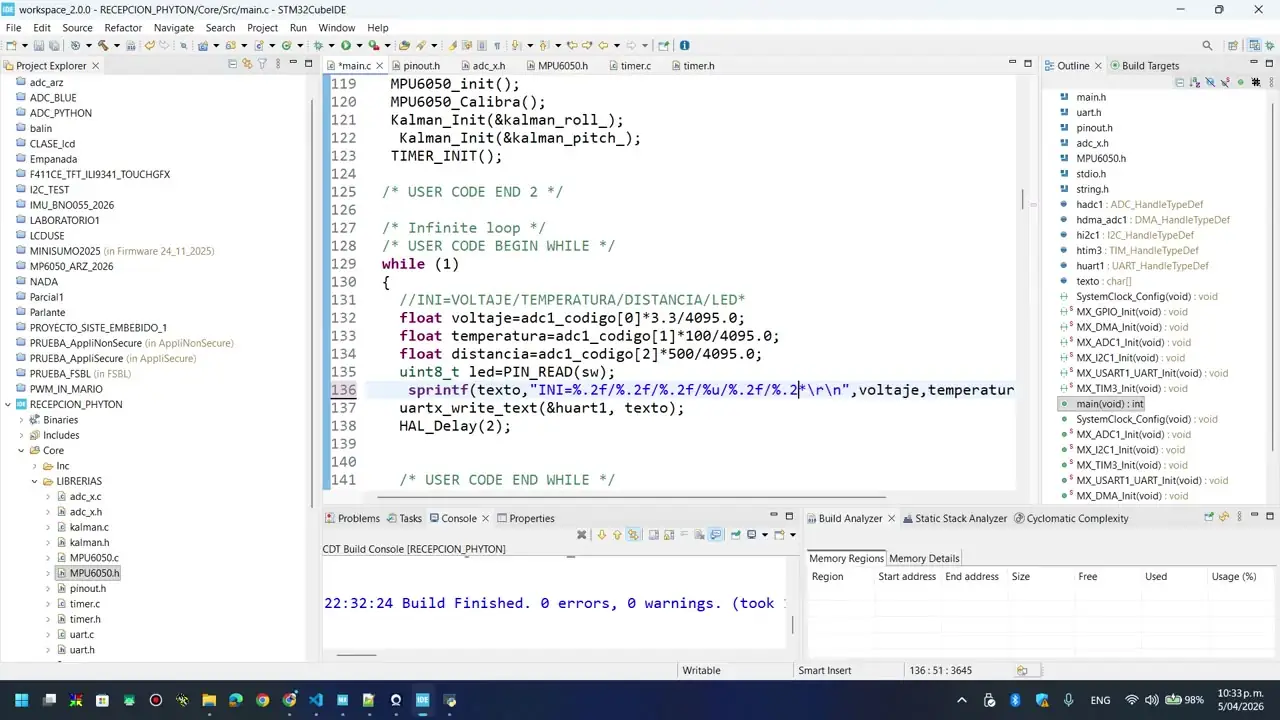 workspace_2.0.0 - RECEPCION_PHYTON/Core/Src/main.c - STM32CubeIDE
File Edit Source Refactor Navigate Search Project Run Window Help
Project Explorer
adc_arz
ADC_BLUE
ADC_PYTHON
balin
CLASE_lcd
Empanada
F411CE_TFT_ILI9341_TOUCHGFX
I2C_TEST
IMU_BNO055_2026
LABORATORIO1
LCDUSE
MINISUMO2025 (in Firmware 24_11_2025)
MP6050_ARZ_2026
NADA
Parcial1
Parlante
PROYECTO_SISTE_EMBEBIDO_1
PRUEBA_AppliNonSecure (in AppliNonSecure)
PRUEBA_AppliSecure (in AppliSecure)
PRUEBA_FSBL (in FSBL)
PWM_IN_MARIO
RECEPCION_PHYTON
Binaries
Includes
Core
Inc
LIBRERIAS
adc_x.c
adc_x.h
kalman.c
kalman.h
MPU6050.c
MPU6050.h
pinout.h
timer.c
timer.h
uart.c
uart.h
*main.c pinout.h adc_x.h MPU6050.h timer.c timer.h
119 MPU6050_init();
120 MPU6050_Calibra();
121 Kalman_Init(&kalman_roll_);
122 Kalman_Init(&kalman_pitch_);
123 TIMER_INIT();
124
125 /* USER CODE END 2 */
126
127 /* Infinite loop */
128 /* USER CODE BEGIN WHILE */
129 while (1)
130 {
131 //INI=VOLTAJE/TEMPERATURA/DISTANCIA/LED*
132 float voltaje=adc1_codigo[0]*3.3/4095.0;
133 float temperatura=adc1_codigo[1]*100/4095.0;
134 float distancia=adc1_codigo[2]*500/4095.0;
135 uint8_t led=PIN_READ(sw);
136 sprintf(texto,"INI=%.2f/%.2f/%.2f/%u/%.2f/%.2*\r\n",voltaje,temperatur
137 uartx_write_text(&huart1, texto);
138 HAL_Delay(2);
139
140
141 /* USER CODE END WHILE */
Outline Build Targets
main.h
uart.h
pinout.h
adc_x.h
MPU6050.h
stdio.h
string.h
hadc1 : ADC_HandleTypeDef
hdma_adc1 : DMA_HandleTypeDef
hi2c1 : I2C_HandleTypeDef
htim3 : TIM_HandleTypeDef
huart1 : UART_HandleTypeDef
texto : char[]
SystemClock_Config(void) : void
MX_GPIO_Init(void) : void
MX_DMA_Init(void) : void
MX_ADC1_Init(void) : void
MX_I2C1_Init(void) : void
MX_USART1_UART_Init(void) : void
MX_TIM3_Init(void) : void
main(void) : int
SystemClock_Config(void) : void
MX_ADC1_Init(void) : void
MX_I2C1_Init(void) : void
MX_TIM3_Init(void) : void
MX_USART1_UART_Init(void) : void
MX_DMA_Init(void) : void
Problems Tasks Console Properties
CDT Build Console [RECEPCION_PHYTON]
22:32:24 Build Finished. 0 errors, 0 warnings. (took
Build Analyzer Static Stack Analyzer Cyclomatic Complexity
Memory Regions Memory Details
Region Start address End address Size Free Used Usage (%)
Writable Smart Insert 136 : 51 : 3645
ENG 98% 10:33 p.m.
5/04/2026